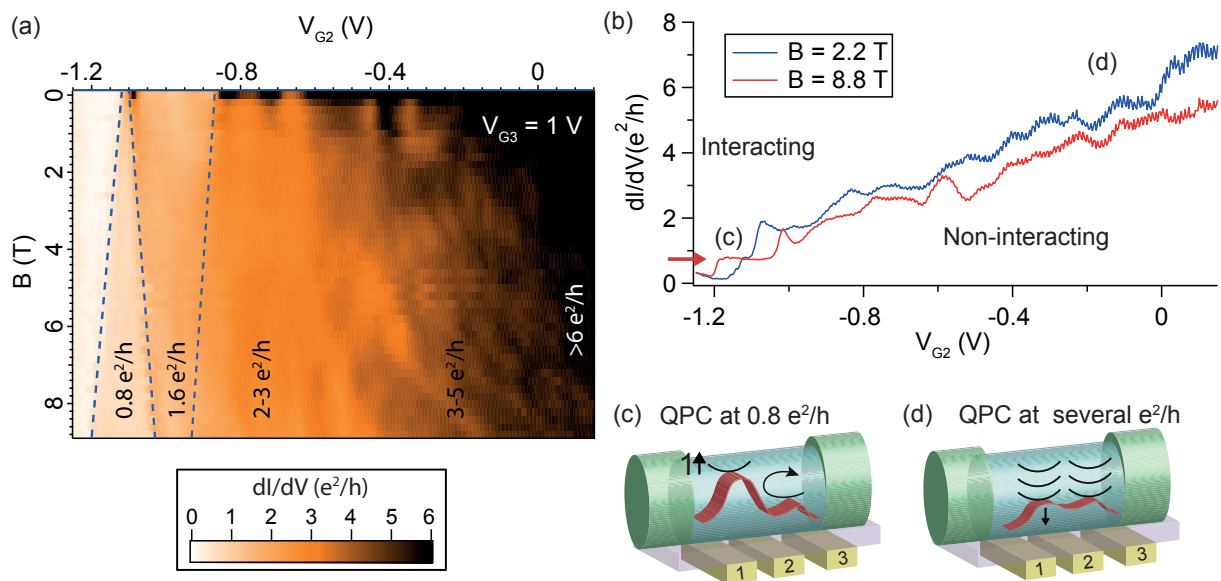 (a)
V_G2 (V)
-1.2 -0.8 -0.4 0
0
2
4
6
8
B (T)
V_G3 = 1 V
0.8 e²/h
1.6 e²/h
2-3 e²/h
3-5 e²/h
>6 e²/h
dI/dV (e²/h)
0 1 2 3 4 5 6
(b)
8
6
4
2
0
dI/dV(e²/h)
B = 2.2 T
B = 8.8 T
(d)
Interacting
(c)
Non-interacting
-1.2 -0.8 -0.4 0
V_G2 (V)
(c) QPC at 0.8 e²/h
1
1 2 3
(d) QPC at several e²/h
1 2 3